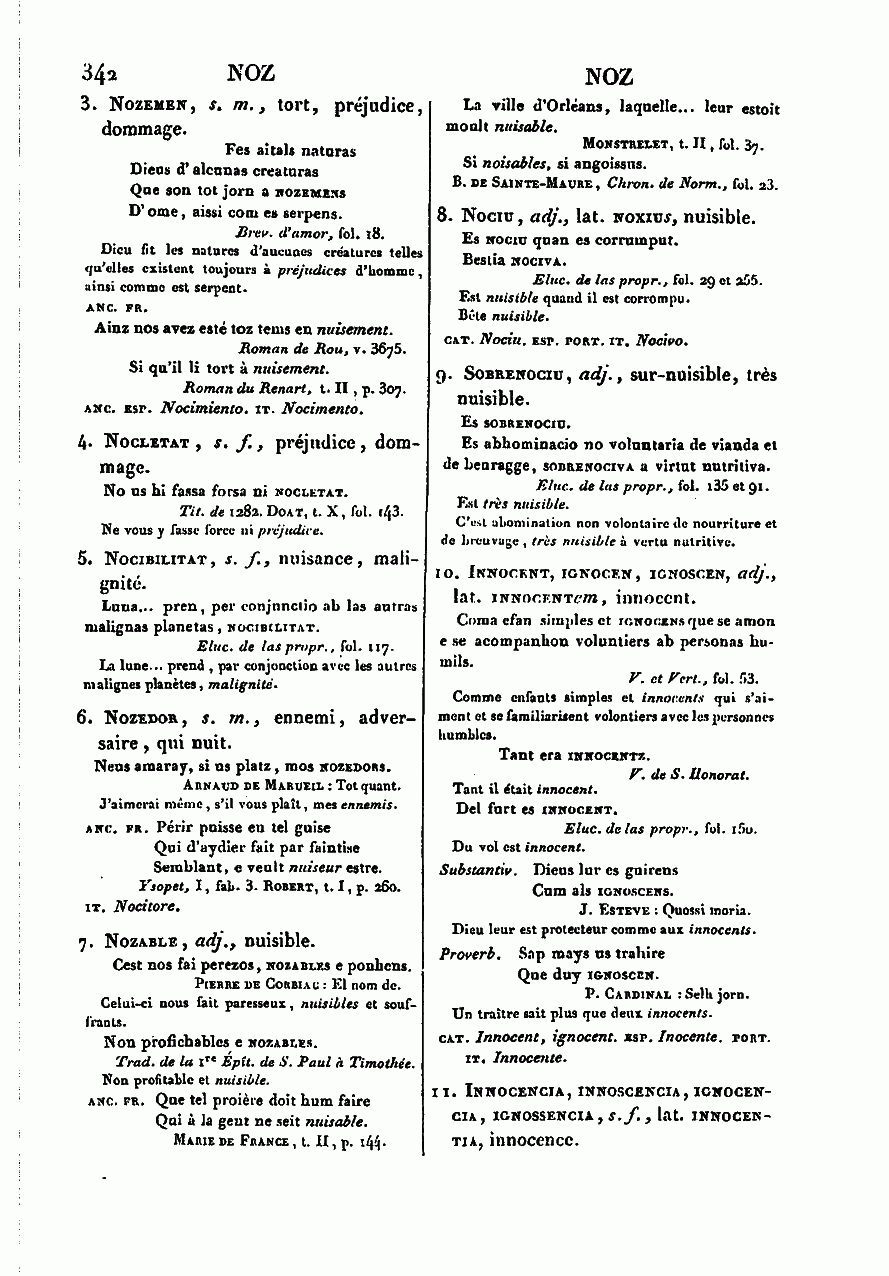 342 NOZ
NOZ
3. Nozemen, s. m., tort, préjudice,
dommage.
Fes aitals naturas
Dieus d'alcunas creaturas
Que son tot jorn a nozemens
D'ome, aissi com es serpens.
Brev. d'amor, fol. 18.
Dieu fit les natures d'aucunes créatures telles
qu'elles existent toujours à préjudices d'homme,
ainsi comme est serpent.
ANC. FR.
Ainz nos avez esté toz tems en nuisement.
Roman de Rou, v. 3675.
Si qu'il li tort à nuisement.
Roman du Renart, t. II, p. 307.
ANC. ESP. Nocimiento. IT. Nocimento.
4. Nocletat, s. f., préjudice, dom-
mage.
No us hi fassa forsa ni nocletat.
Tit. de 1282. Doat, t. X, fol. 143.
Ne vous y fasse force ni préjudice.
5. Nocibilitat, s. f., nuisance, mali-
gnité.
Luna... pren, per conjunctio ab las autras
malignas planetas, nocibilitat.
Eluc. de las propr., fol. 117.
La lune... prend, par conjonction avec les autres
malignes planètes, malignité.
6. Nozedor, s. m., ennemi, adver-
saire, qui nuit.
Neus amaray, si us platz, mos nozedors.
Arnaud de Marueil: Tot quant.
J'aimerai même, s'il vous plaît, mes ennemis.
ANC. FR. Périr puisse en tel guise
Qui d'aydier fait par faintise
Semblant, e veult nuiseur estre.
Ysopet, I, fab. 3. Robert, t. I, p. 260.
IT. Nocitore.
7. Nozable, adj., nuisible.
Cest nos fai perezos, nozables e ponhens.
Pierre de Corbiac: El nom de.
Celui-ci nous fait paresseux, nuisibles et souf-
frants.
Non profichables e nozables.
Trad. de la 1re Épît. de S. Paul à Timothée.
Non profitable et nuisible.
ANC. FR. Que tel proière doit hum faire
Qui à la gent ne seit nuisable.
Marie de France, t. II, p. 144.
La ville d'Orléans, laquelle... leur estoit
moult nuisable.
Monstrelet, t. II, fol. 37.
Si noisables, si angoissus.
B. de Sainte-Maure, Chron. de Norm., fol. 23.
8. Nociu, adj., lat. noxius, nuisible.
Es nociu quan es corrumput.
Bestia nociva.
Eluc. de las propr., fol. 29 et 255.
Est nuisible quand il est corrompu.
Bête nuisible.
CAT. Nociu. ESP. PORT. IT. Nocivo.
9. Sobrenociu, adj., sur-nuisible, très
nuisible.
Es sobrenociu.
Es abhominacio no voluntaria de vianda et
de beuragge, sobrenociva a virtut nutritiva.
Eluc. de las propr., fol. 135 et 91.
Est très nuisible.
C'est abomination non volontaire de nourriture et
de breuvage, très nuisible à vertu nutritive.
10. Innocent, ignocen, ignoscen, adj.,
lat. innocentem, innocent.
Coma efan simples et ignocens que se amon
e se acompanhon voluntiers ab personas hu-
mils.
V. et Vert., fol. 53.
Comme enfants simples et innocents qui s'ai-
ment et se familiarisent volontiers avec les personnes
humbles.
Tant era innocentz.
V. de S. Honorat.
Tant il était innocent.
Del furt es innocent.
Eluc. de las propr., fol. 150.
Du vol est innocent.
Substantiv. Dieus lur es guirens
Cum als ignoscens.
J. Esteve: Quossi moria.
Dieu leur est protecteur comme aux innocents.
Proverb. Sap mays us trahire
Que duy ignoscen.
P. Cardinal: Selh jorn.
Un traître sait plus que deux innocents.
CAT. Innocent, ignocent. ESP. Inocente. PORT.
IT. Innocente.
11. Innocencia, innoscencia, ignocen-
cia, ignossencia, s. f., lat. innocen-
tia, innocence.